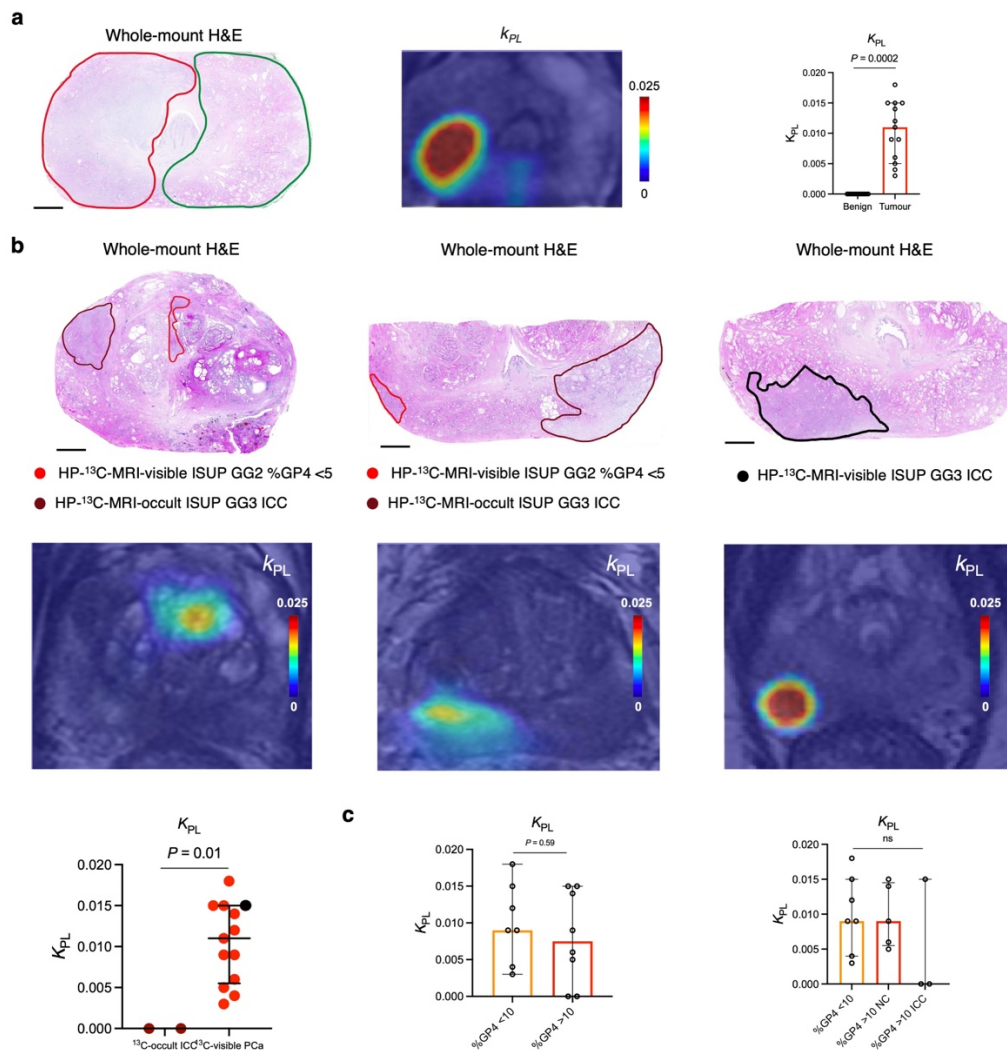 a
Whole-mount H&E
kPL
0.025
0
KPL
P = 0.0002
0.020
0.015
0.010
0.005
0.000
KPL
Benign
Tumour
b
Whole-mount H&E
Whole-mount H&E
Whole-mount H&E
HP-¹³C-MRI-visible ISUP GG2 %GP4 <5
HP-¹³C-MRI-occult ISUP GG3 ICC
HP-¹³C-MRI-visible ISUP GG2 %GP4 <5
HP-¹³C-MRI-occult ISUP GG3 ICC
HP-¹³C-MRI-visible ISUP GG3 ICC
kPL
0.025
0
kPL
0.025
0
kPL
0.025
0
KPL
P = 0.01
0.020
0.015
0.010
0.005
0.000
KPL
¹³C-occult ICC
¹³C-visible PCa
c
KPL
P = 0.59
0.020
0.015
0.010
0.005
0.000
KPL
%GP4 <10
%GP4 >10
KPL
ns
0.020
0.015
0.010
0.005
0.000
KPL
%GP4 <10
%GP4 >10 NC
%GP4 >10 ICC